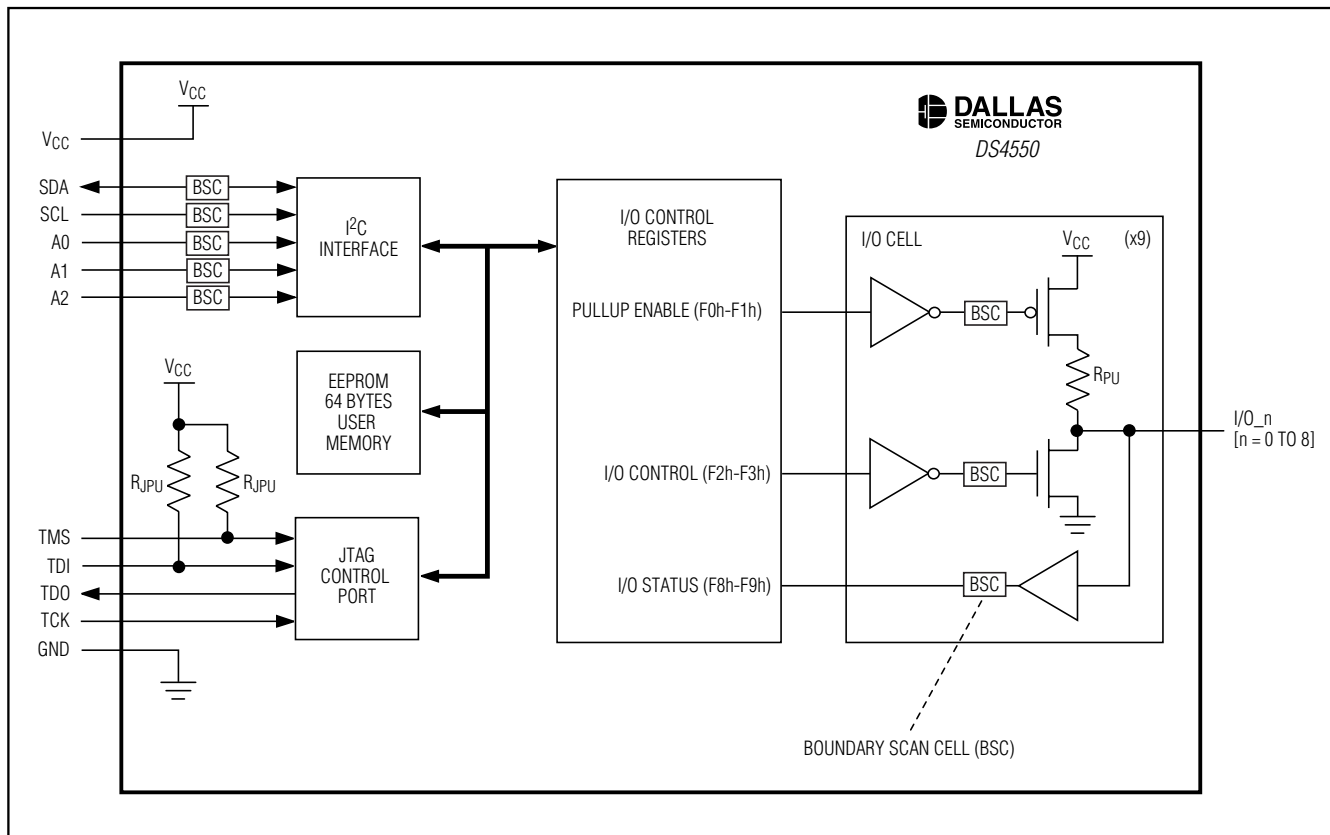 DALLAS
SEMICONDUCTOR
DS4550
VCC
VCC
SDA
SCL
A0
A1
A2
BSC
BSC
BSC
BSC
BSC
I²C
INTERFACE
EEPROM
64 BYTES
USER
MEMORY
VCC
RJPU
RJPU
TMS
TDI
TDO
TCK
GND
JTAG
CONTROL
PORT
I/O CONTROL
REGISTERS
PULLUP ENABLE (F0h-F1h)
I/O CONTROL (F2h-F3h)
I/O STATUS (F8h-F9h)
I/O CELL
(x9)
VCC
BSC
RPU
BSC
BSC
I/O_n
[n = 0 TO 8]
BOUNDARY SCAN CELL (BSC)